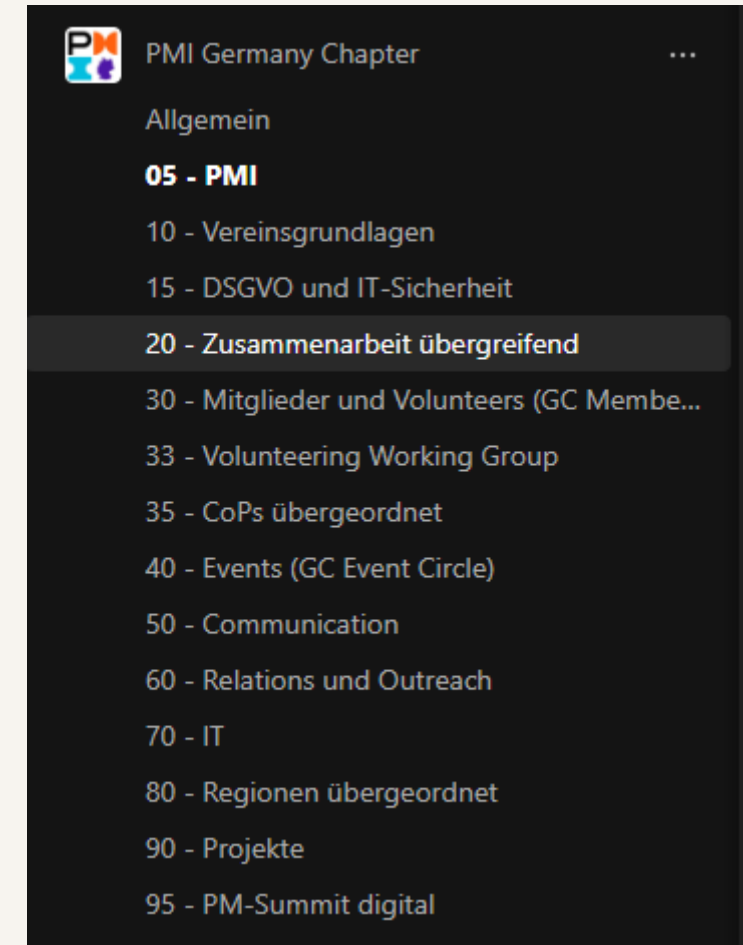 PMI Germany Chapter ...
Allgemein
05 - PMI
10 - Vereinsgrundlagen
15 - DSGVO und IT-Sicherheit
20 - Zusammenarbeit übergreifend
30 - Mitglieder und Volunteers (GC Membe...
33 - Volunteering Working Group
35 - CoPs übergeordnet
40 - Events (GC Event Circle)
50 - Communication
60 - Relations und Outreach
70 - IT
80 - Regionen übergeordnet
90 - Projekte
95 - PM-Summit digital